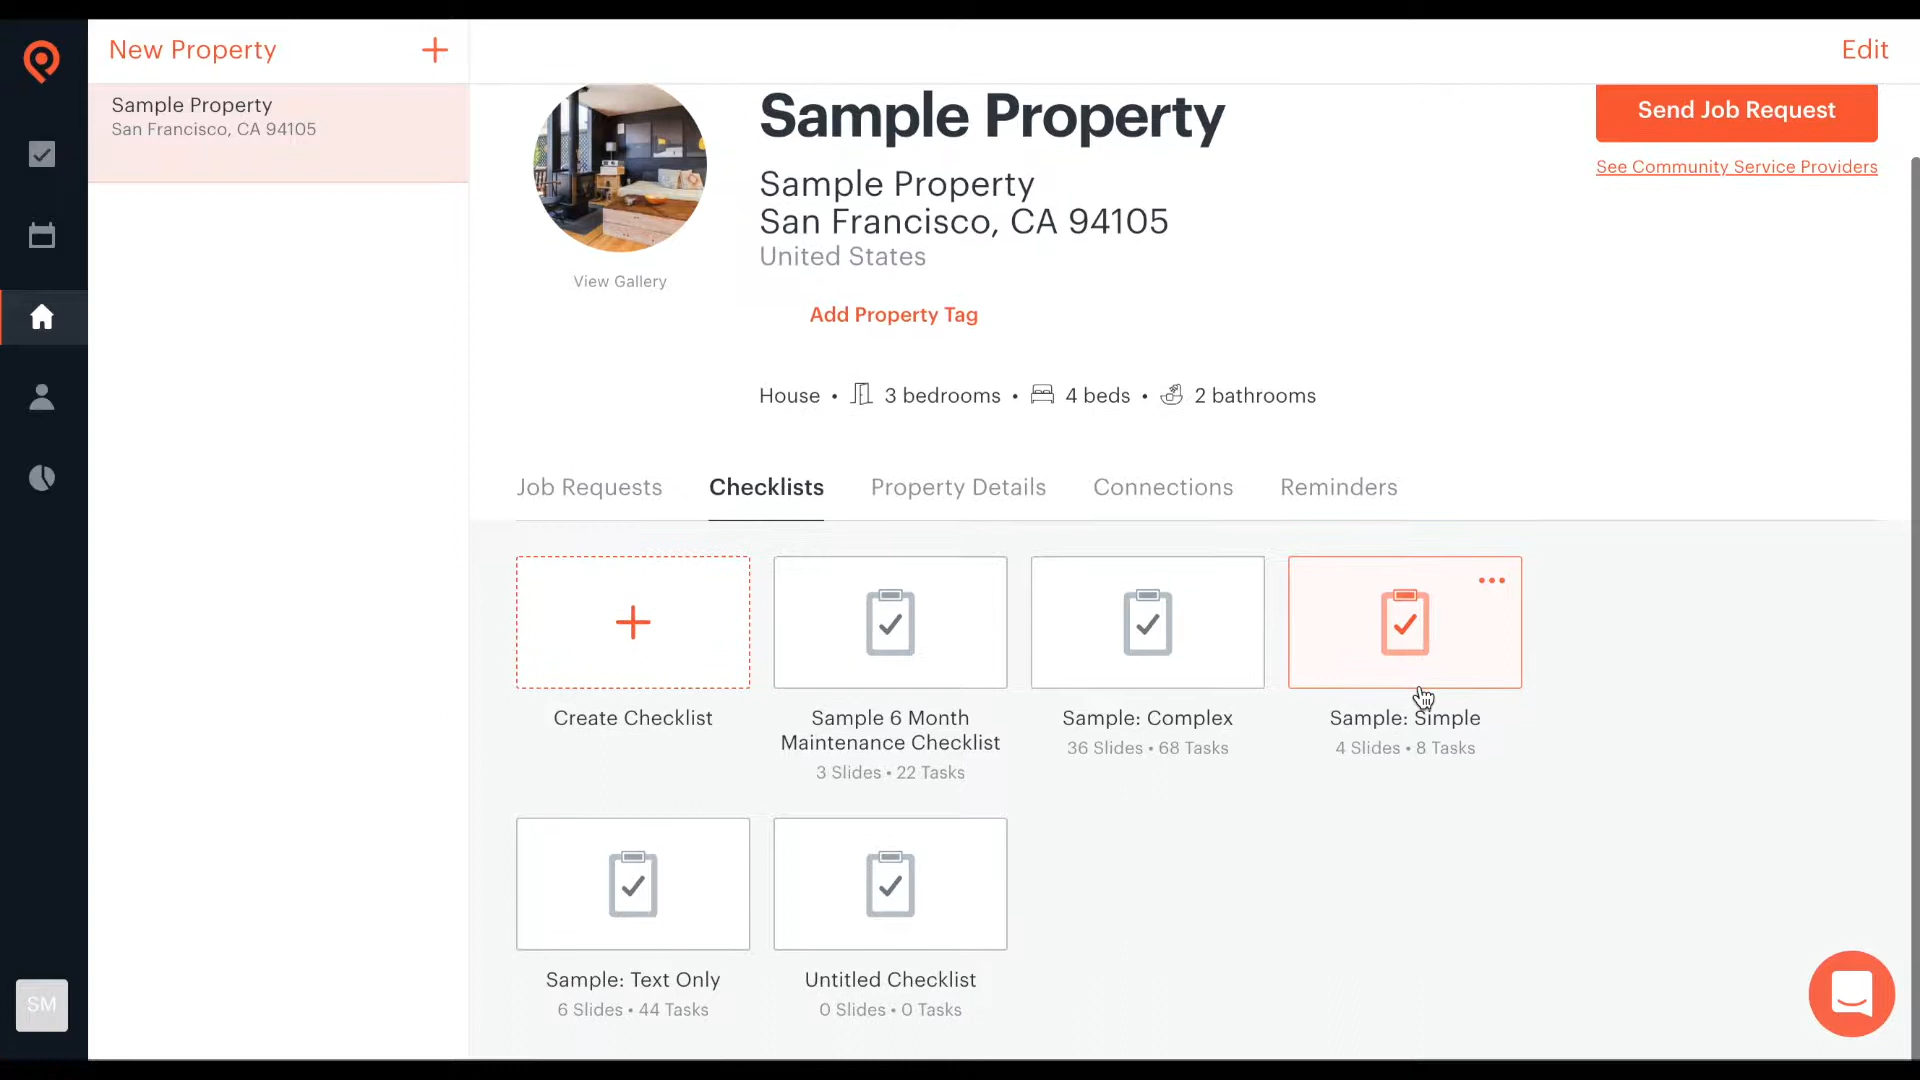 New Property
Edit
Sample Property
San Francisco, CA 94105
Sample Property
Send Job Request
See Community Service Providers
Sample Property
San Francisco, CA 94105
United States
View Gallery
Add Property Tag
House • 3 bedrooms • 4 beds • 2 bathrooms
Job Requests
Checklists
Property Details
Connections
Reminders
Create Checklist
Sample 6 Month
Maintenance Checklist
3 Slides • 22 Tasks
Sample: Complex
36 Slides • 68 Tasks
Sample: Simple
4 Slides • 8 Tasks
Sample: Text Only
6 Slides • 44 Tasks
Untitled Checklist
0 Slides • 0 Tasks
SM